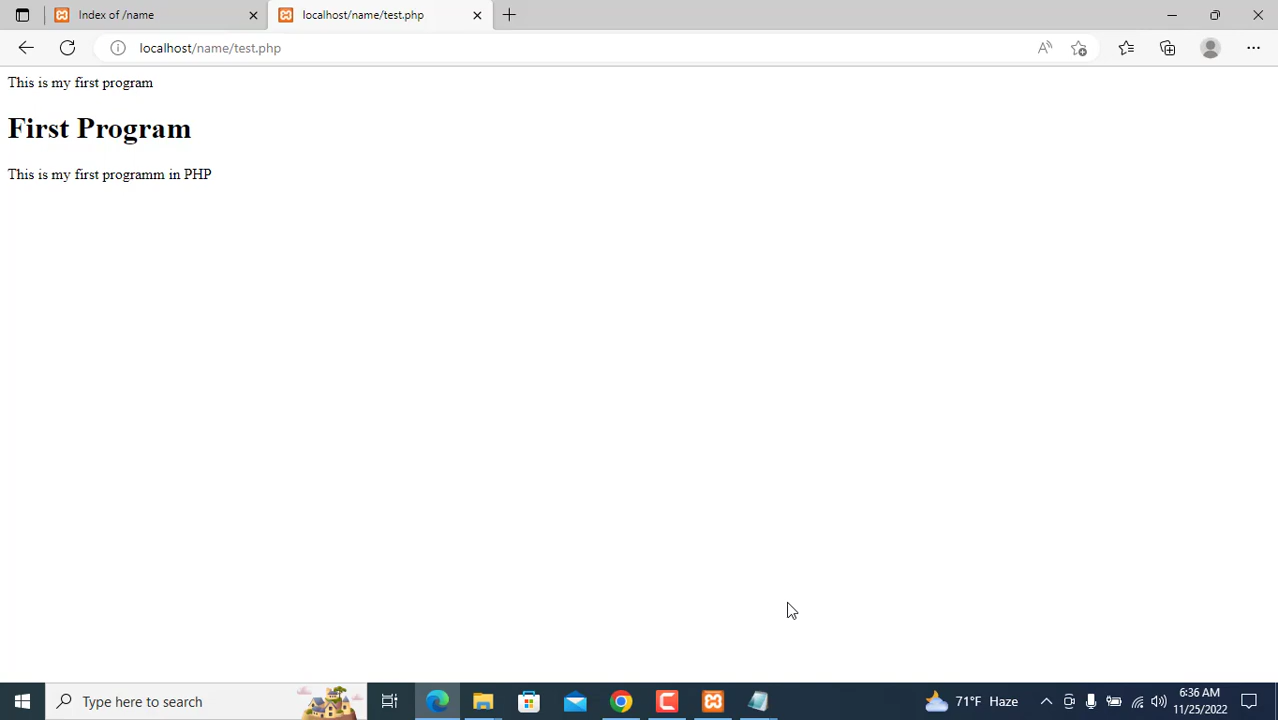 Index of /name
localhost/name/test.php
localhost/name/test.php
This is my first program
First Program
This is my first programm in PHP
Type here to search
71°F Haze
6:36 AM
11/25/2022